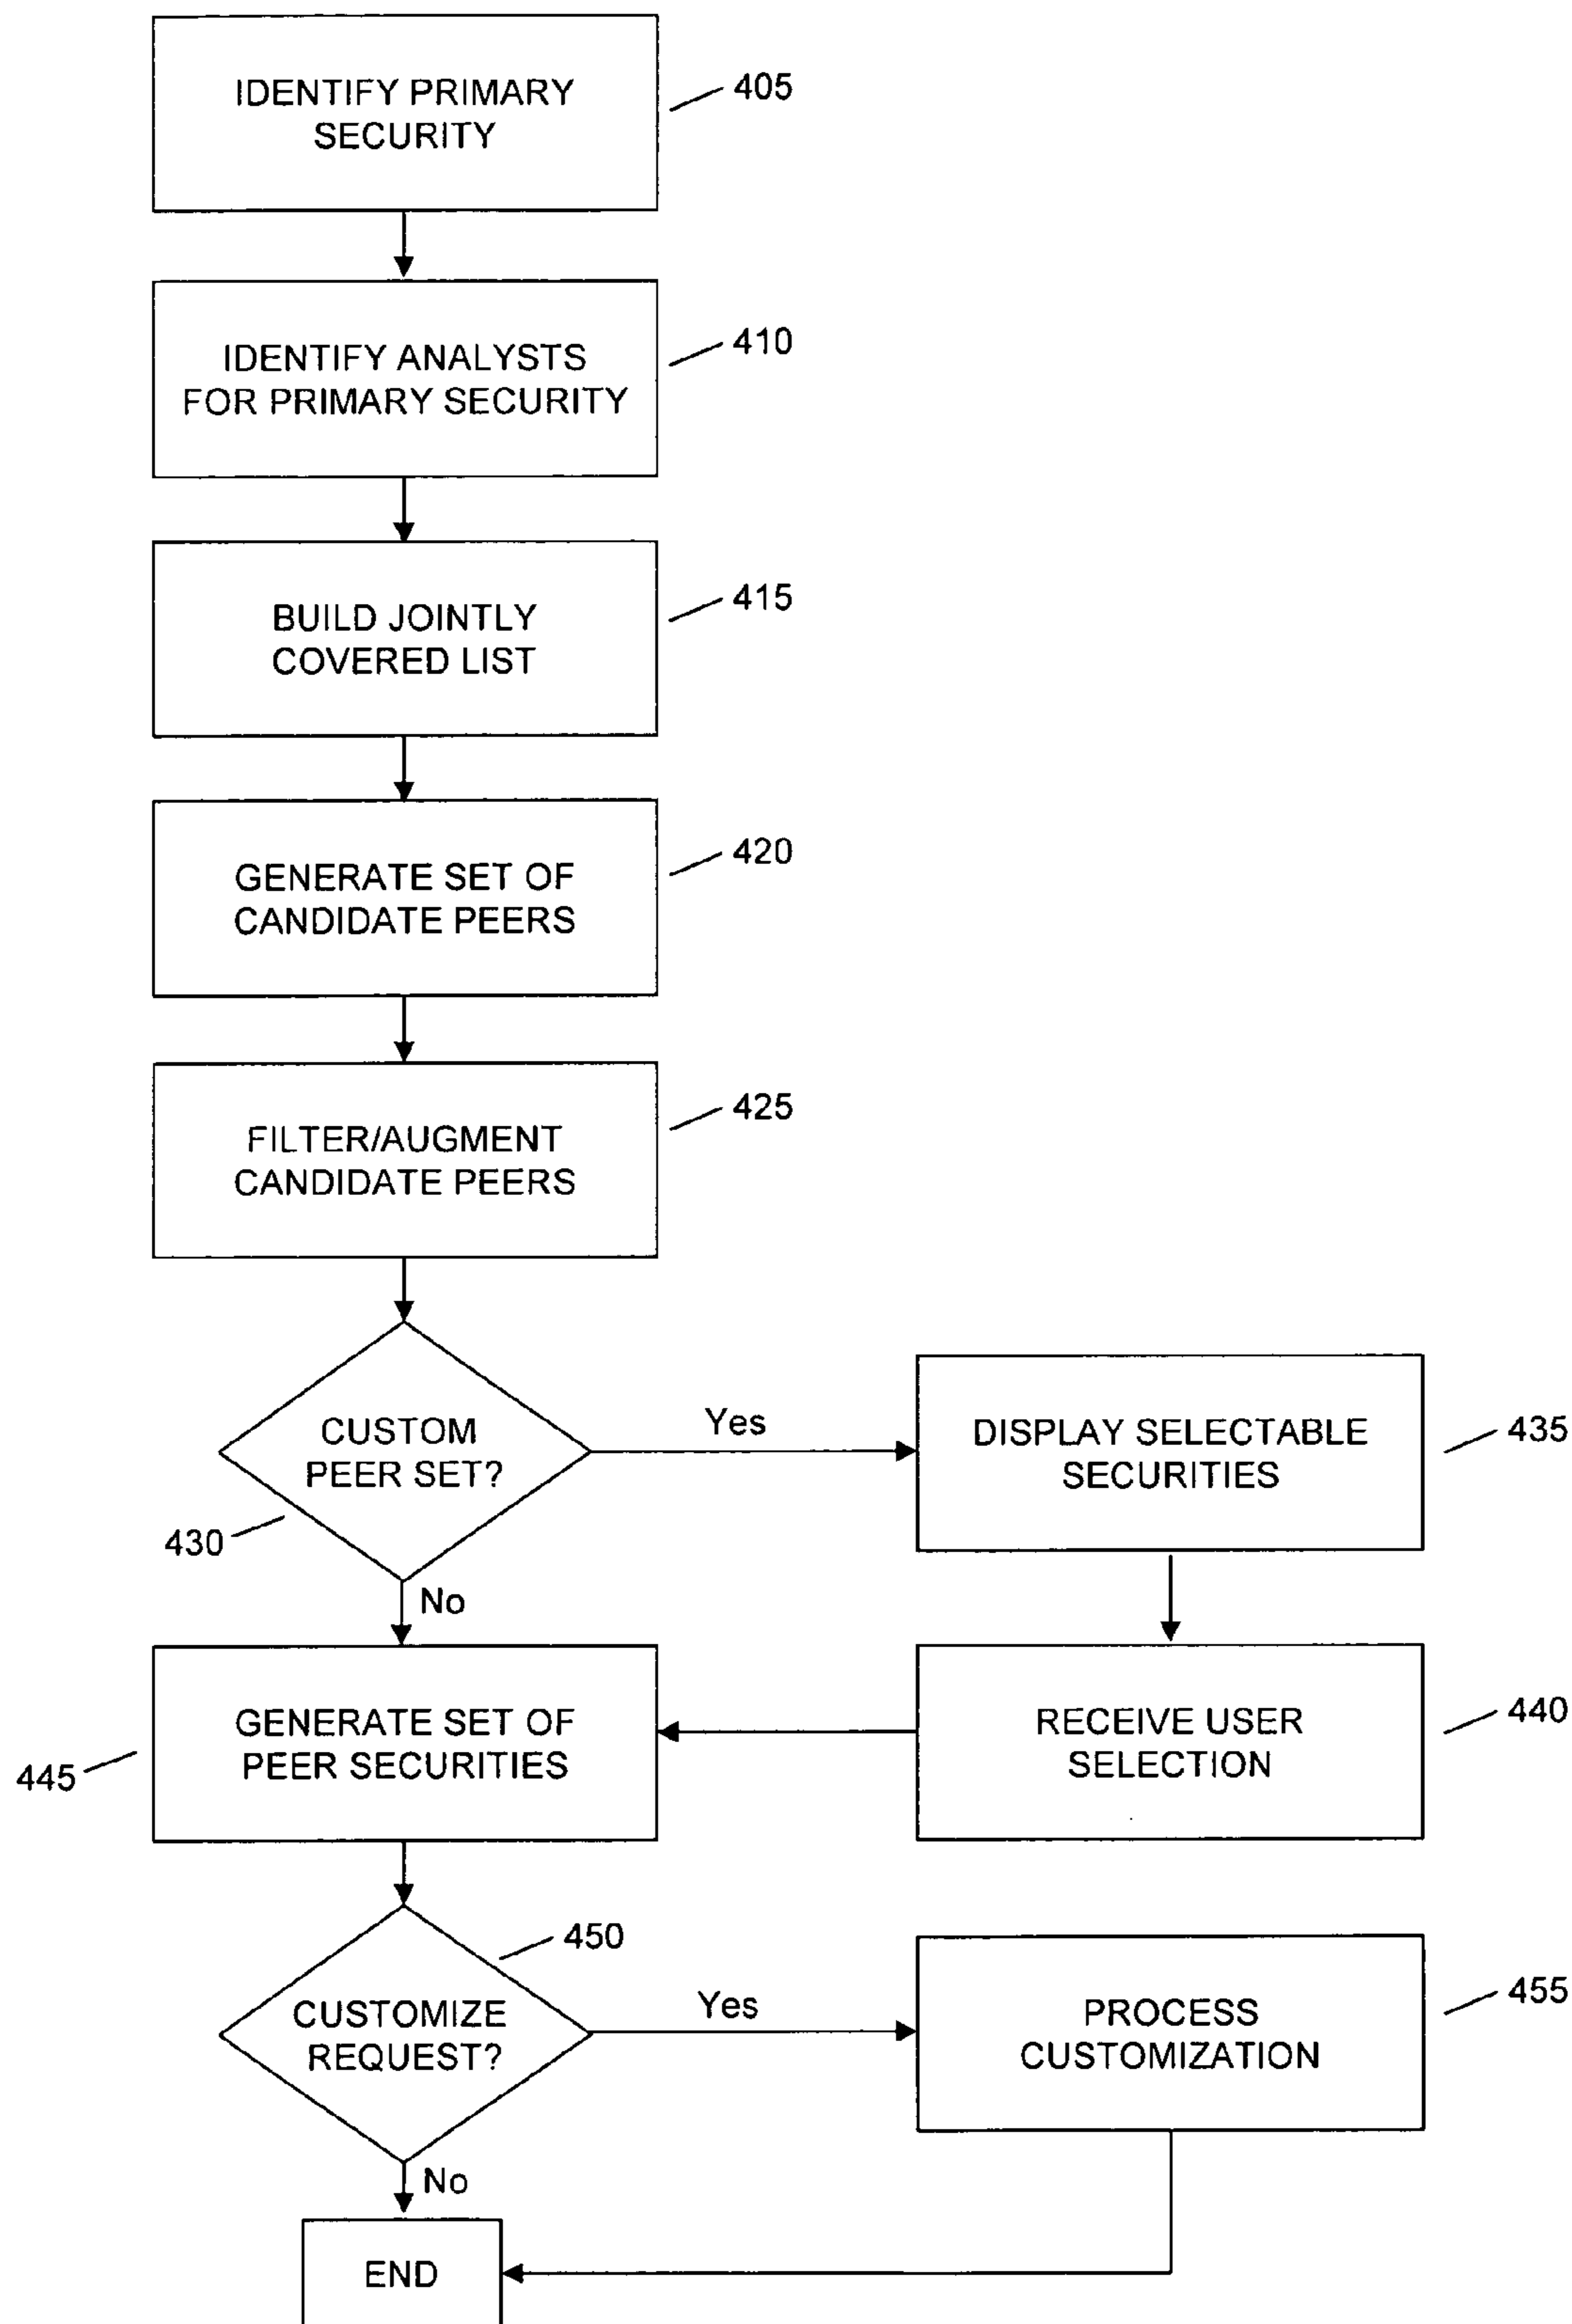 IDENTIFY PRIMARY
SECURITY
405
IDENTIFY ANALYSTS
FOR PRIMARY SECURITY
410
BUILD JOINTLY
COVERED LIST
415
GENERATE SET OF
CANDIDATE PEERS
420
FILTER/AUGMENT
CANDIDATE PEERS
425
CUSTOM
PEER SET?
430
Yes
DISPLAY SELECTABLE
SECURITIES
435
No
GENERATE SET OF
PEER SECURITIES
445
RECEIVE USER
SELECTION
440
450
CUSTOMIZE
REQUEST?
Yes
PROCESS
CUSTOMIZATION
455
No
END